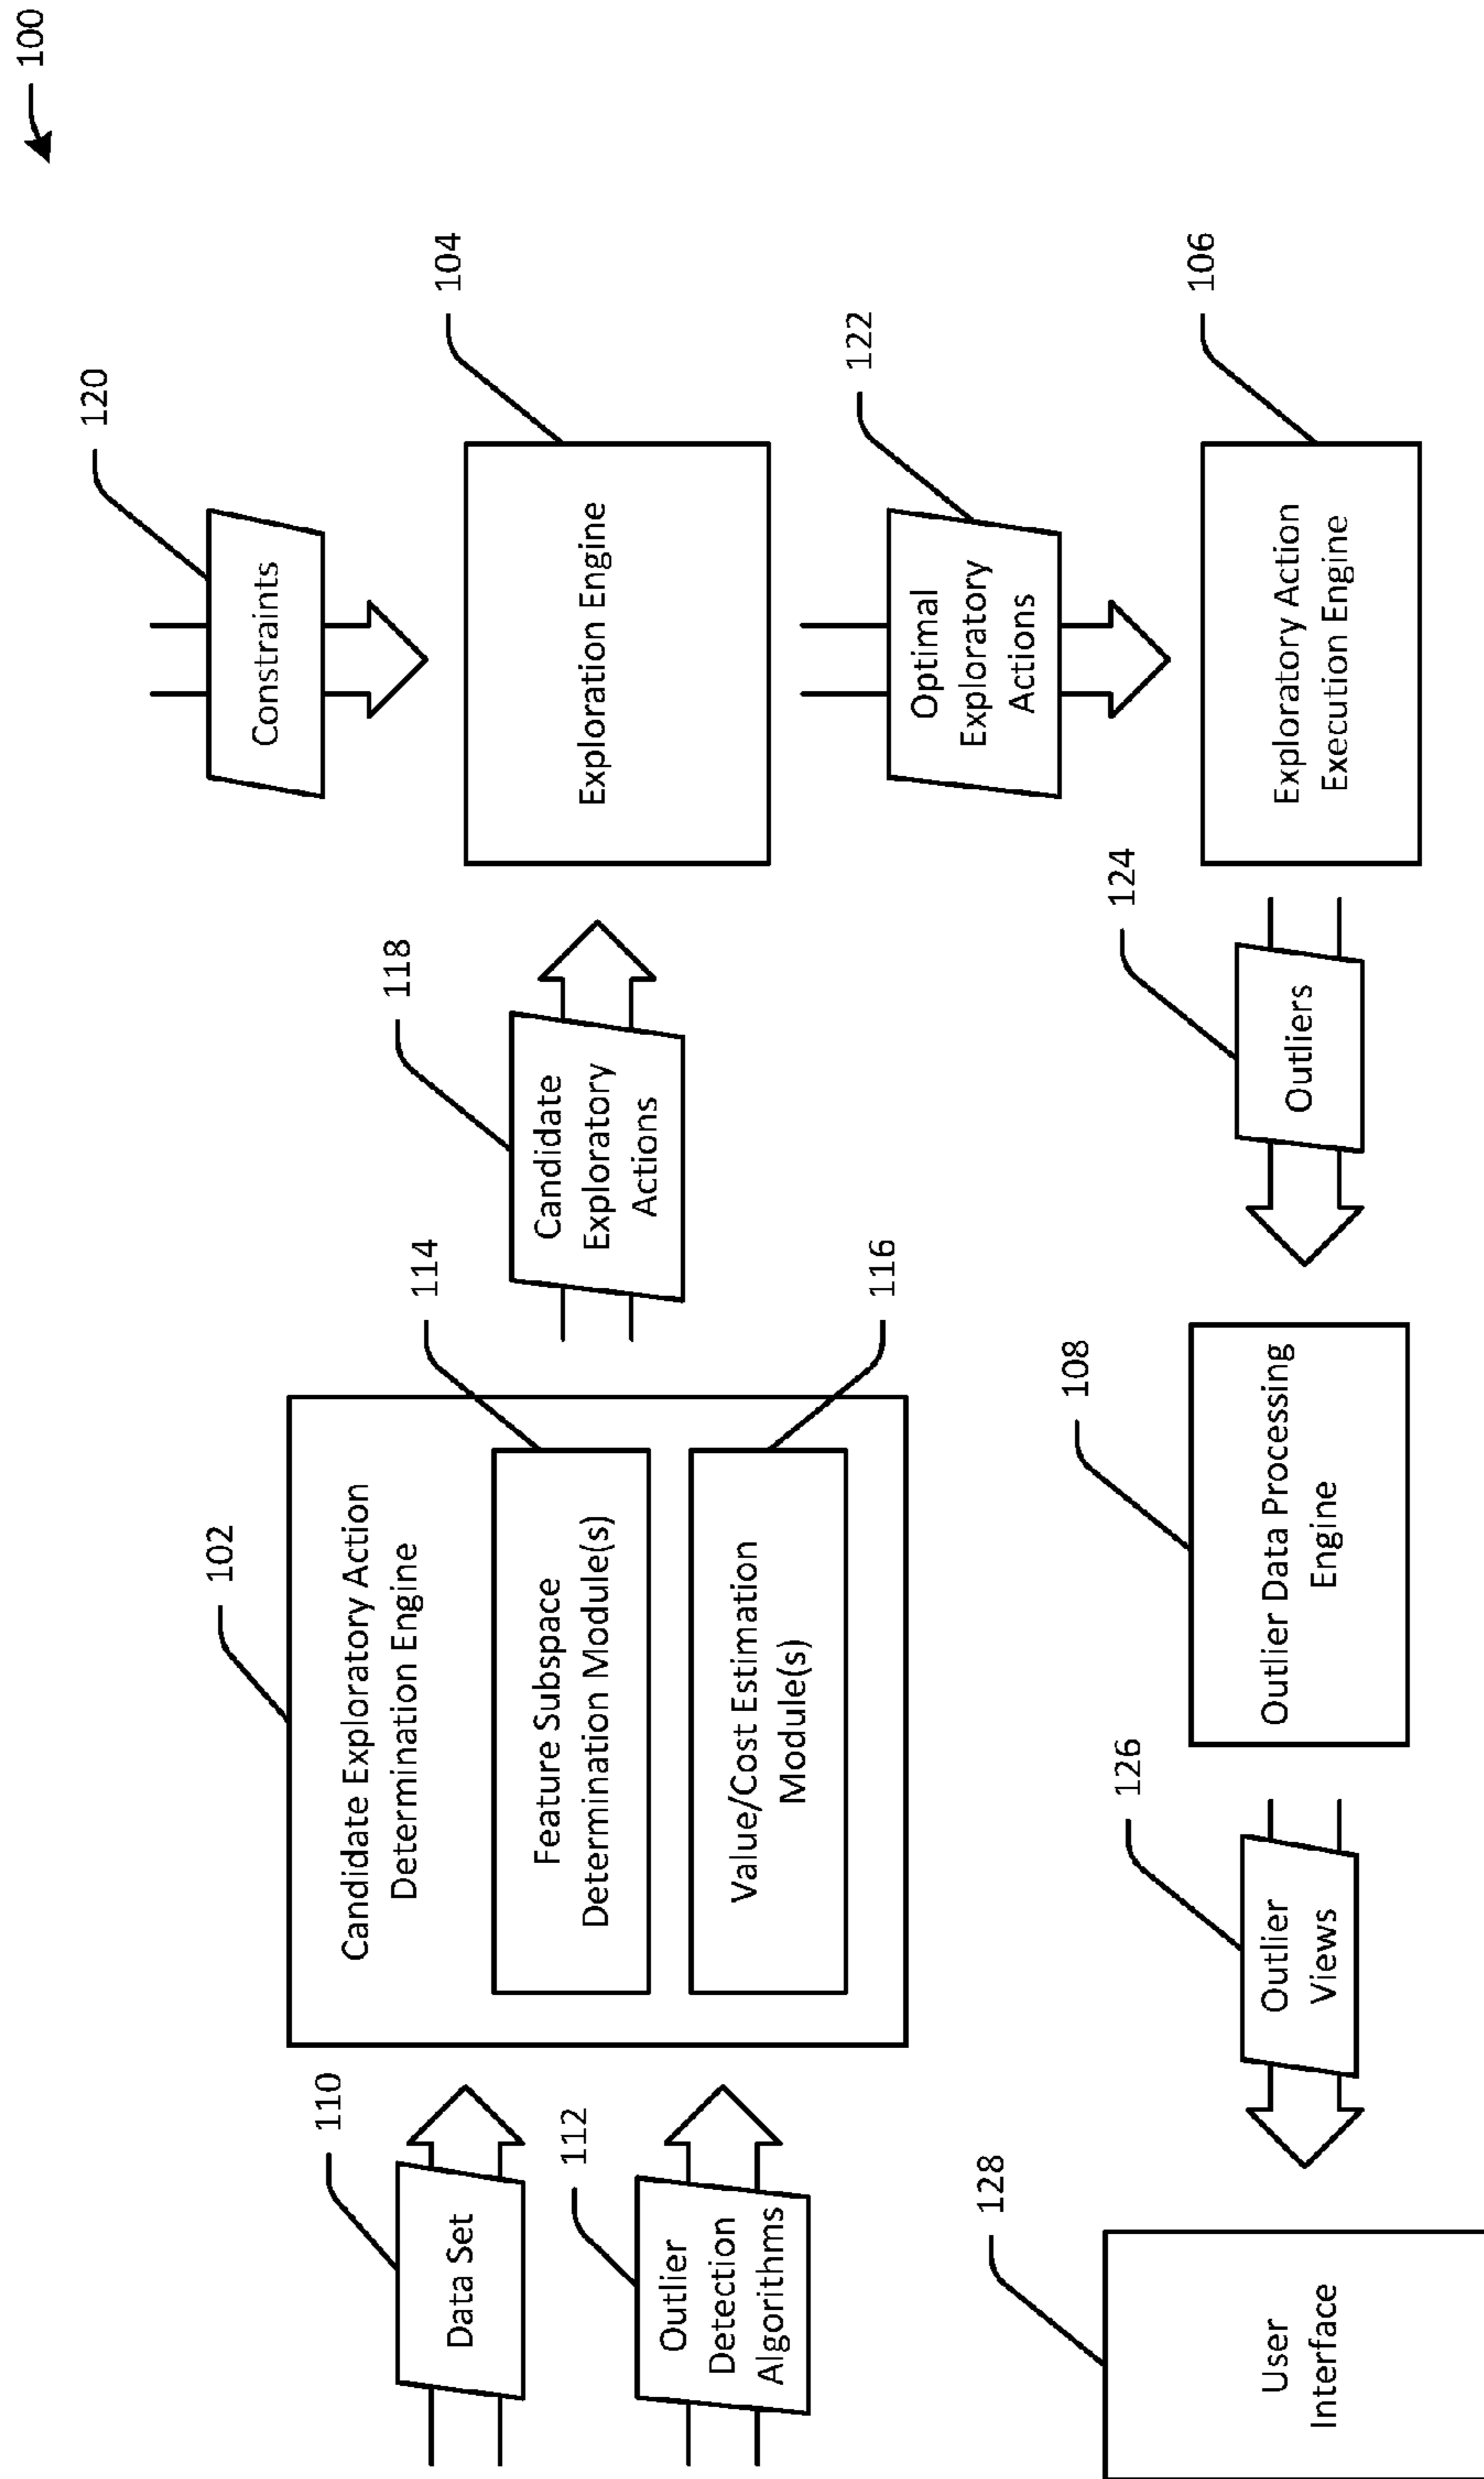 100
120
Constraints
104
Exploration Engine
118
Candidate
Exploratory
Actions
102
Candidate Exploratory Action
Determination Engine
114
Feature Subspace
Determination Module(s)
116
Value/Cost Estimation
Module(s)
110
Data Set
112
Outlier
Detection
Algorithms
122
Optimal
Exploratory
Actions
106
Exploratory Action
Execution Engine
124
Outliers
108
Outlier Data Processing
Engine
126
Outlier
Views
128
User
Interface